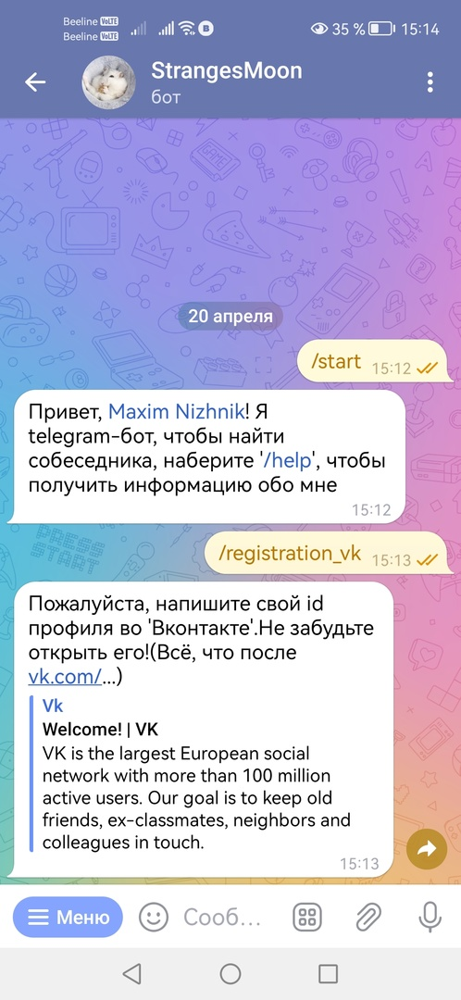 Beeline VoLTE
Beeline VoLTE
35 % 15:14
StrangesMoon
бот
20 апреля
/start 15:12
Привет, Maxim Nizhnik! Я
telegram-бот, чтобы найти
собеседника, наберите '/help', чтобы
получить информацию обо мне
15:12
PRESS
START
/registration_vk 15:13
Пожалуйста, напишите свой id
профиля во 'Вконтакте'.Не забудьте
открыть его!(Всё, что после
vk.com/...)
Vk
Welcome! | VK
VK is the largest European social
network with more than 100 million
active users. Our goal is to keep old
friends, ex-classmates, neighbors and
colleagues in touch.
15:13
Меню Сооб...